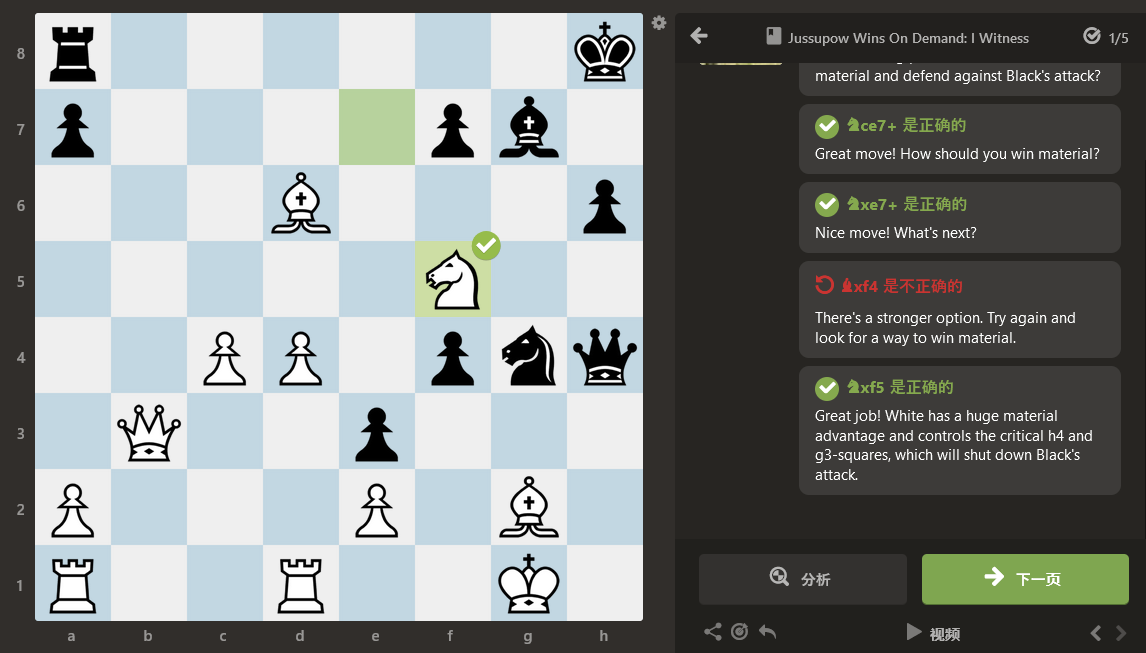 8
7
6
5
4
3
2
1
a b c d e f g h
Jussupow Wins On Demand: I Witness
1/5
material and defend against Black's attack?
♞ce7+ 是正确的
Great move! How should you win material?
♞xe7+ 是正确的
Nice move! What's next?
♝xf4 是不正确的
There's a stronger option. Try again and
look for a way to win material.
♞xf5 是正确的
Great job! White has a huge material
advantage and controls the critical h4 and
g3-squares, which will shut down Black's
attack.
分析
下一页
视频